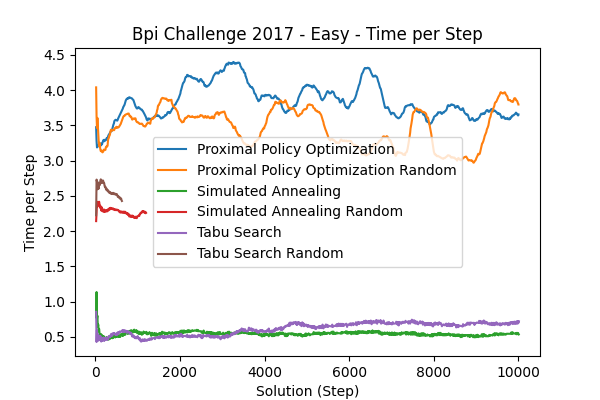 Bpi Challenge 2017 - Easy - Time per Step
4.5
4.0
3.5
3.0
2.5
2.0
1.5
1.0
0.5
Time per Step
Proximal Policy Optimization
Proximal Policy Optimization Random
Simulated Annealing
Simulated Annealing Random
Tabu Search
Tabu Search Random
0 2000 4000 6000 8000 10000
Solution (Step)